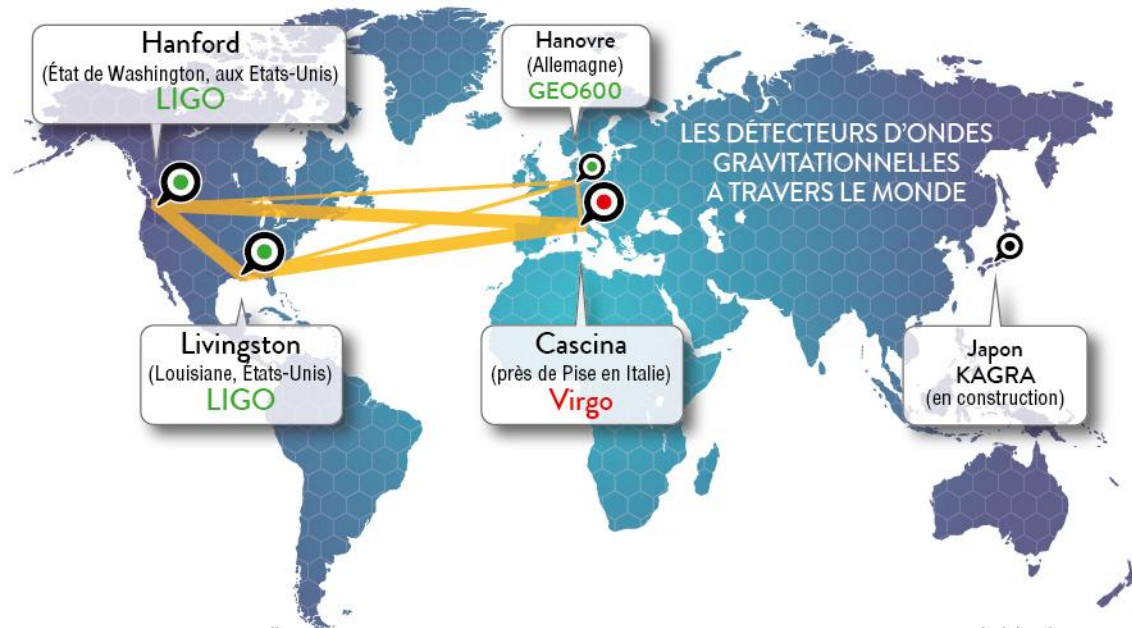 Hanford
(État de Washington, aux Etats-Unis)
LIGO
Hanovre
(Allemagne)
GEO600
LES DÉTECTEURS D'ONDES
GRAVITATIONNELLES
A TRAVERS LE MONDE
Livingston
(Louisiane, États-Unis)
LIGO
Cascina
(près de Pise en Italie)
Virgo
Japon
KAGRA
(en construction)